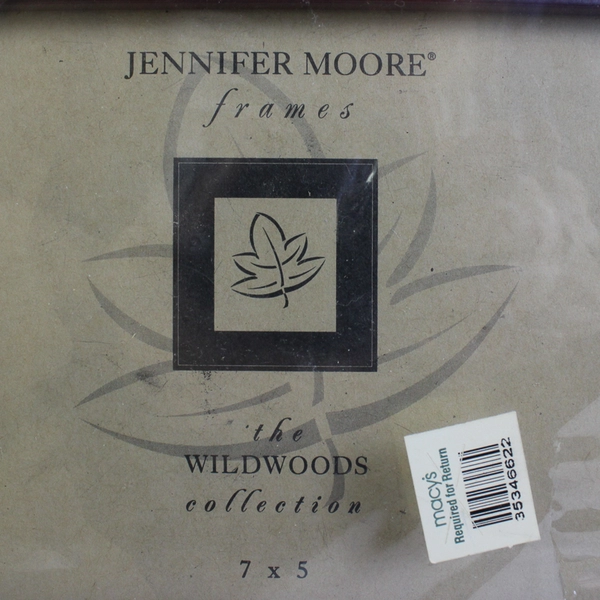 JENNIFER MOORE®
frames
the
WILDWOODS
collection
7 x 5
macy's
Required for Return
35346622